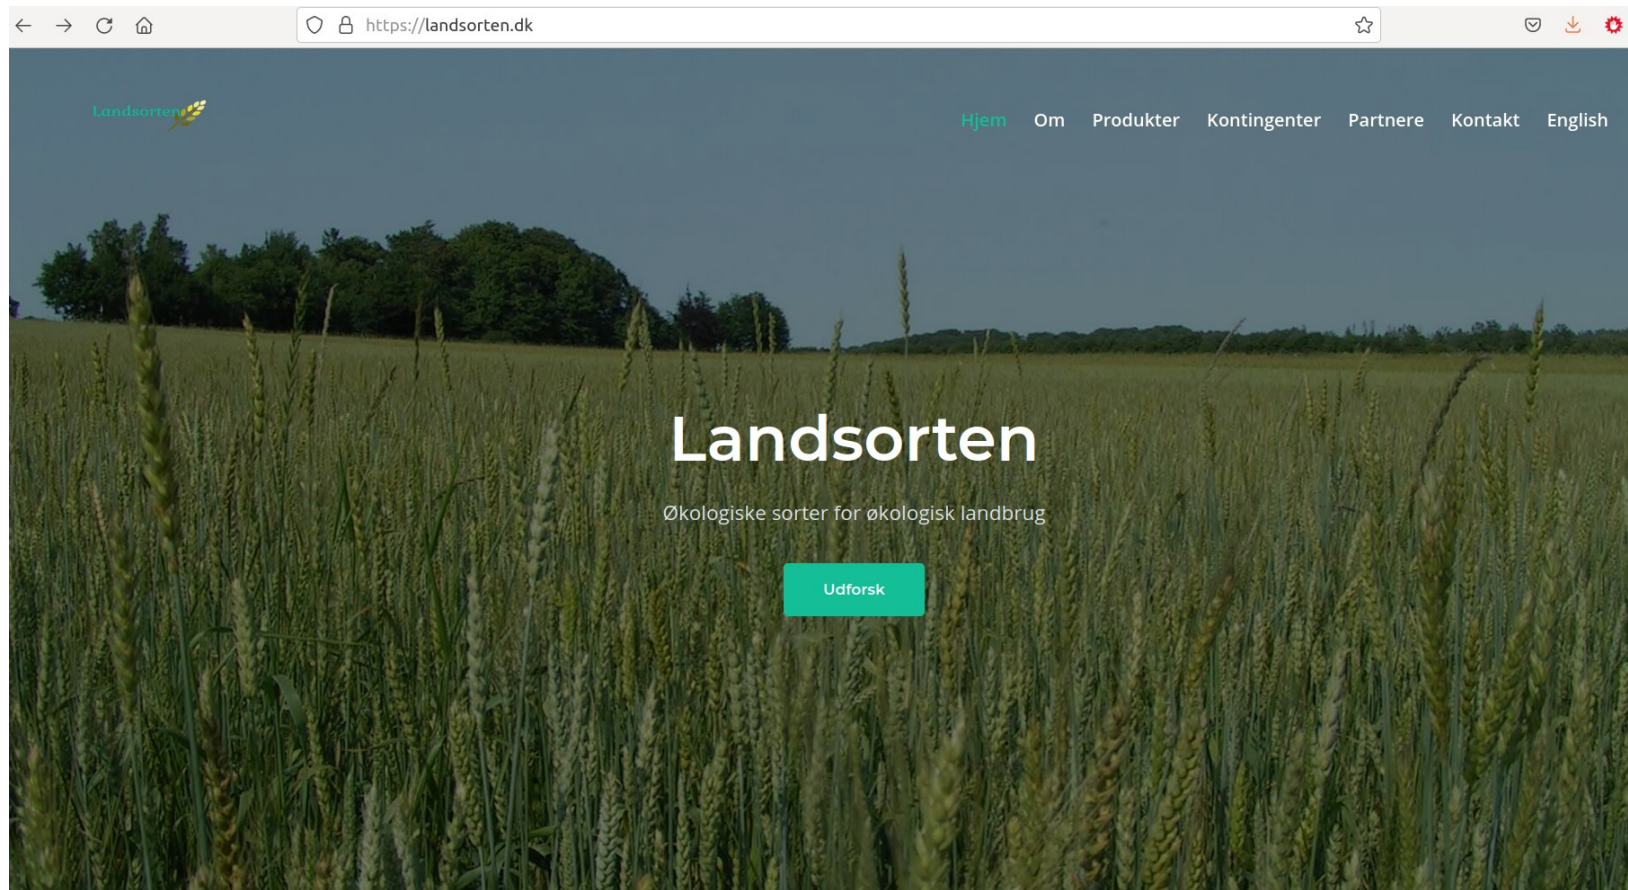 https://landsorten.dk
Landsorten
Hjem Om Produkter Kontingenter Partnere Kontakt English
Landsorten
Økologiske sorter for økologisk landbrug
Udforsk